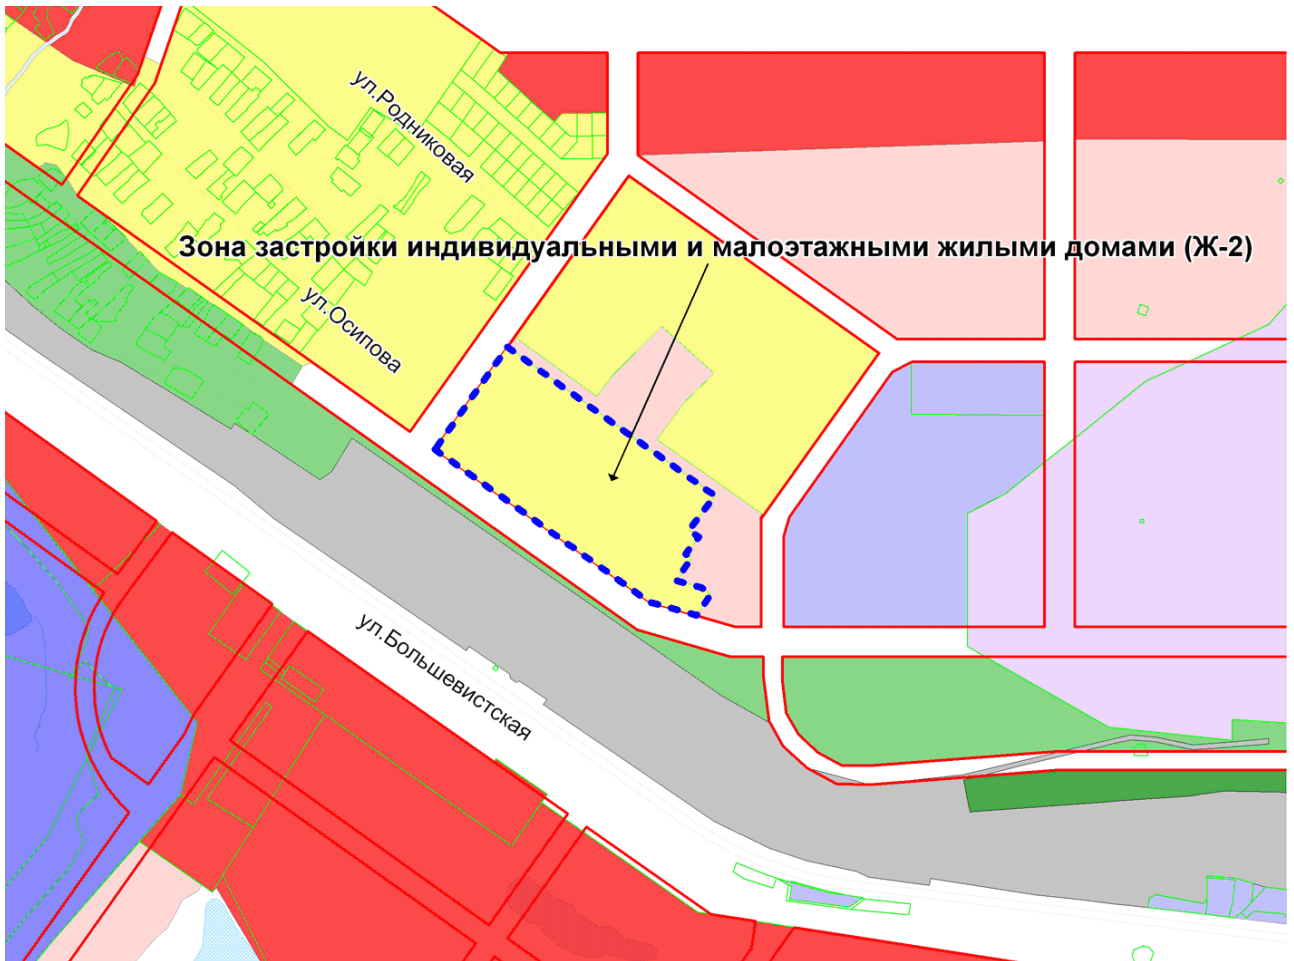 ул.Родниковая
Зона застройки индивидуальными и малоэтажными жилыми домами (Ж-2)
ул.Осипова
ул.Большевистская